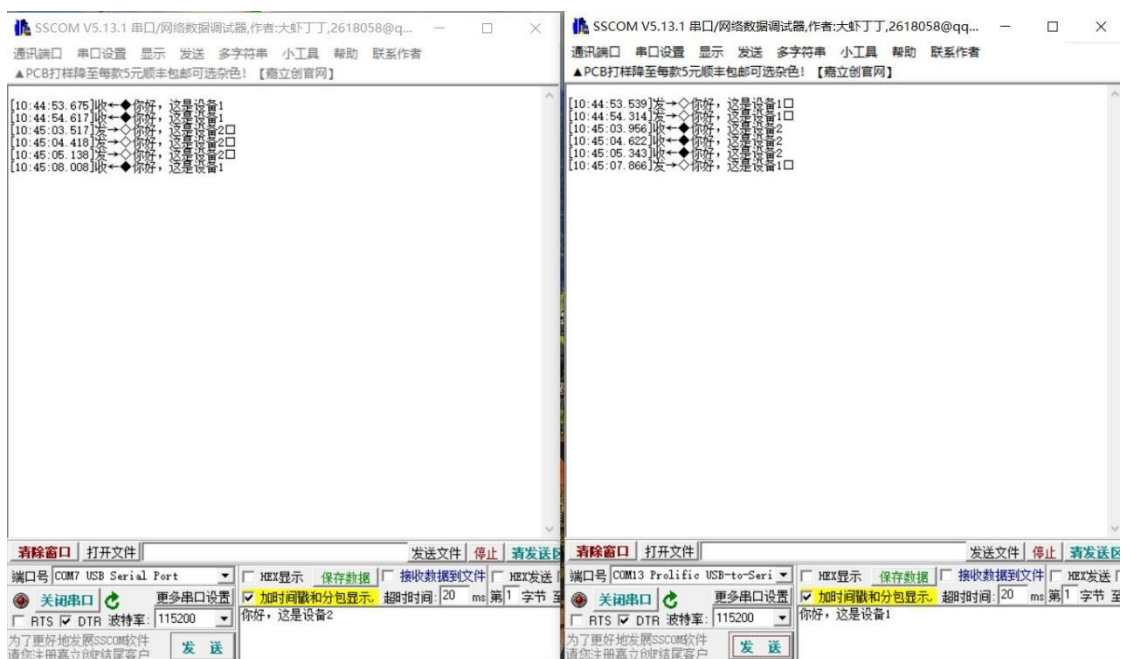 SSCOM V5.13.1 串口/网络数据调试器,作者:大虾丁丁,2618058@qq...
通讯端口 串口设置 显示 发送 多字符串 小工具 帮助 联系作者
▲PCB打样降至每款5元顺丰包邮可选杂色！【嘉立创官网】
[10:44:53.675]收←◆你好，这是设备1
[10:44:54.617]收←◆你好，这是设备1
[10:45:03.517]发→◇你好，这是设备2□
[10:45:04.418]发→◇你好，这是设备2□
[10:45:05.138]发→◇你好，这是设备2□
[10:45:08.008]收←◆你好，这是设备1
清除窗口 打开文件 发送文件 停止 清发送区
端口号 COM7 USB Serial Port HEX显示 保存数据 接收数据到文件 HEX发送
关闭串口 更多串口设置 加时间戳和分包显示, 超时时间: 20 ms 第1 字节 至
RTS DTR 波特率: 115200 你好，这是设备2
为了更好地发展SSCOM软件
请您注册嘉立创F结尾客户 发 送
SSCOM V5.13.1 串口/网络数据调试器,作者:大虾丁丁,2618058@qq...
通讯端口 串口设置 显示 发送 多字符串 小工具 帮助 联系作者
▲PCB打样降至每款5元顺丰包邮可选杂色！【嘉立创官网】
[10:44:53.539]发→◇你好，这是设备1□
[10:44:54.314]发→◇你好，这是设备1□
[10:45:03.956]收←◆你好，这是设备2
[10:45:04.622]收←◆你好，这是设备2
[10:45:05.343]收←◆你好，这是设备2
[10:45:07.866]发→◇你好，这是设备1□
清除窗口 打开文件 发送文件 停止 清发送区
端口号 COM13 Prolific USB-to-Seri HEX显示 保存数据 接收数据到文件 HEX发送
关闭串口 更多串口设置 加时间戳和分包显示, 超时时间: 20 ms 第1 字节 至
RTS DTR 波特率: 115200 你好，这是设备1
为了更好地发展SSCOM软件
请您注册嘉立创F结尾客户 发 送